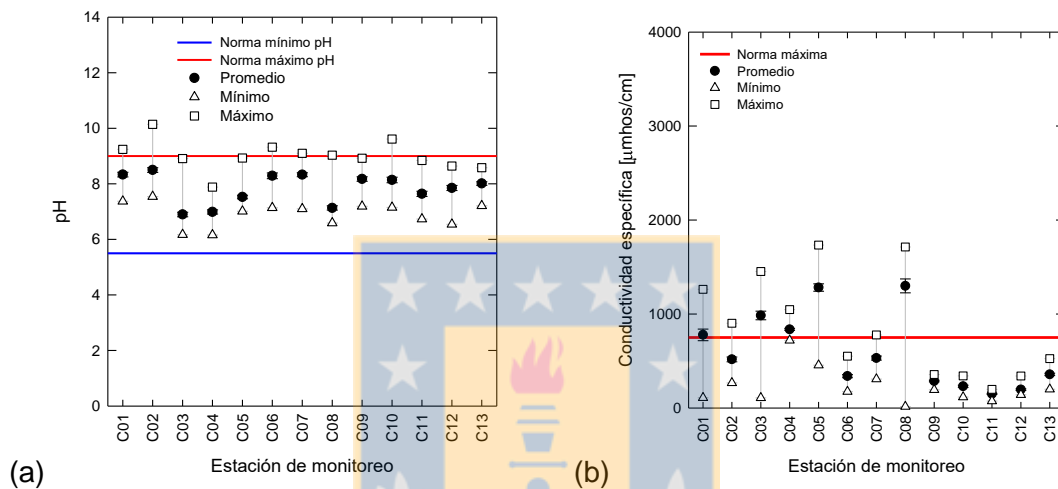 14
12
10
8
6
4
2
0
pH
Norma mínimo pH
Norma máximo pH
Promedio
Mínimo
Máximo
C01 C02 C03 C04 C05 C06 C07 C08 C09 C10 C11 C12 C13
Estación de monitoreo
(a)
4000
3000
2000
1000
0
Conductividad específica [µmhos/cm]
Norma máxima
Promedio
Mínimo
Máximo
C01 C02 C03 C04 C05 C06 C07 C08 C09 C10 C11 C12 C13
Estación de monitoreo
(b)